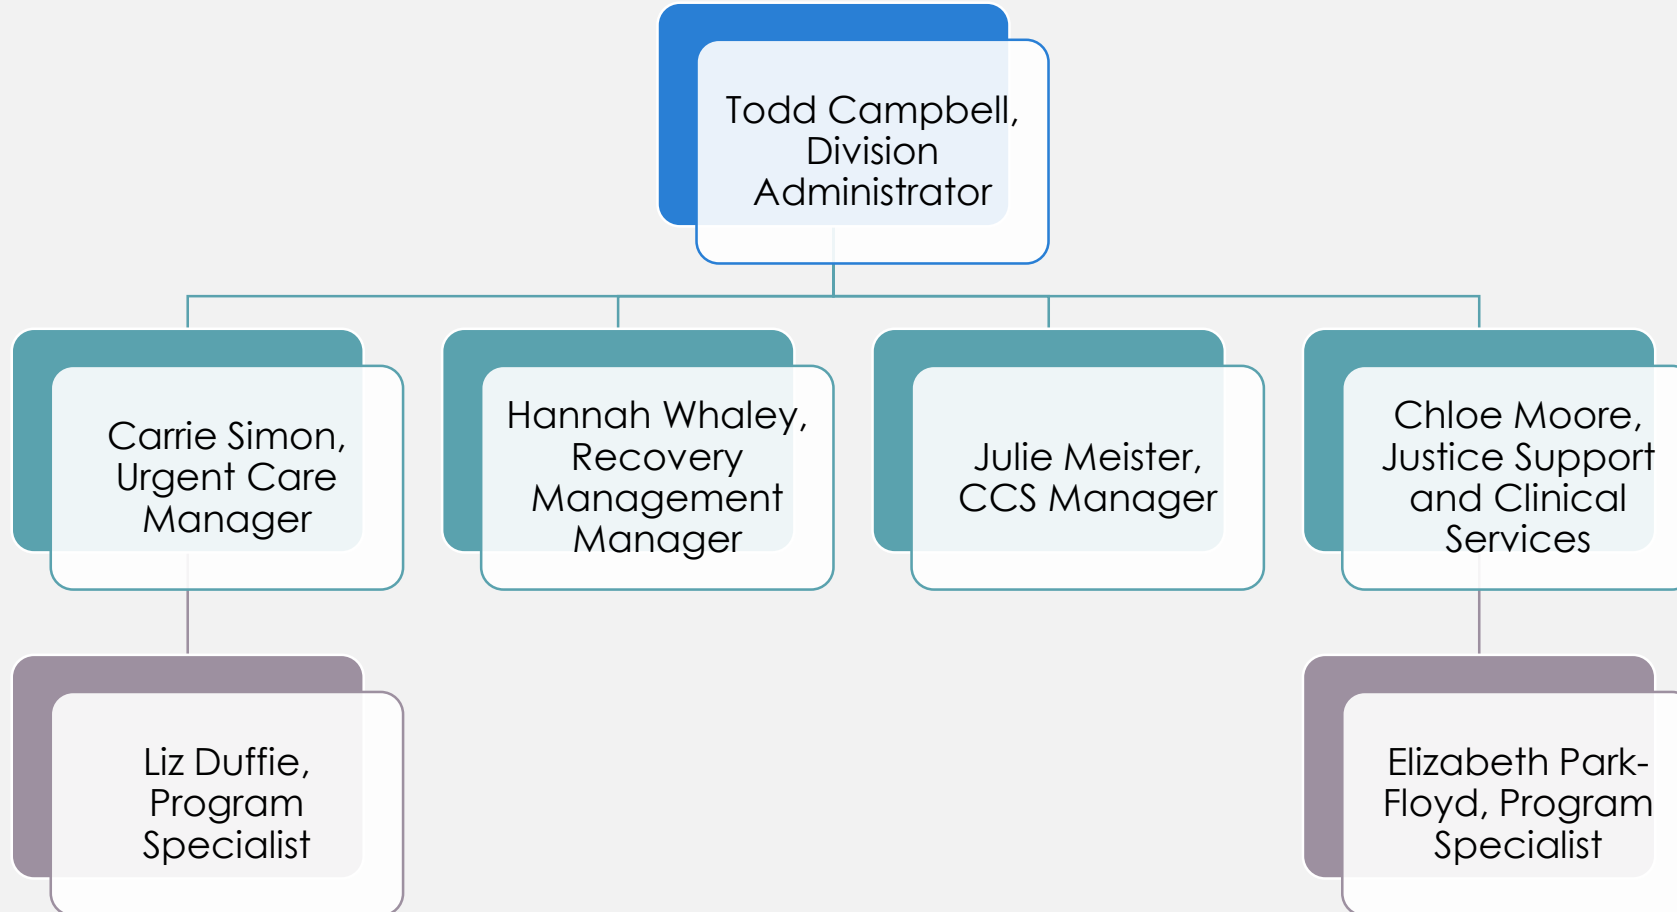 Todd Campbell,
Division
Administrator
Carrie Simon,
Urgent Care
Manager
Hannah Whaley,
Recovery
Management
Manager
Julie Meister,
CCS Manager
Chloe Moore,
Justice Support
and Clinical
Services
Liz Duffie,
Program
Specialist
Elizabeth Park-
Floyd, Program
Specialist